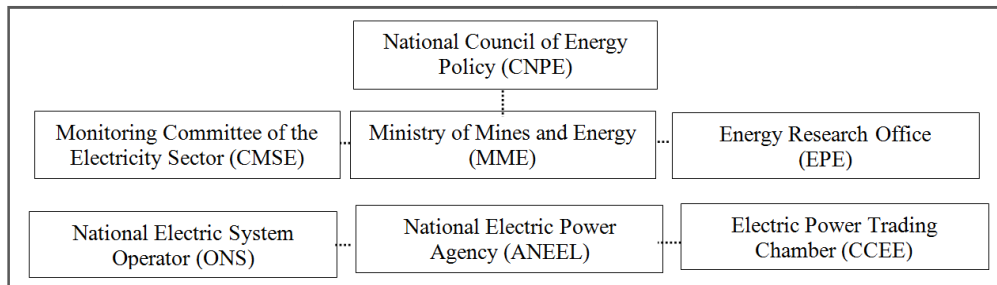 National Council of Energy
Policy (CNPE)
Monitoring Committee of the
Electricity Sector (CMSE)
Ministry of Mines and Energy
(MME)
Energy Research Office
(EPE)
National Electric System
Operator (ONS)
National Electric Power
Agency (ANEEL)
Electric Power Trading
Chamber (CCEE)